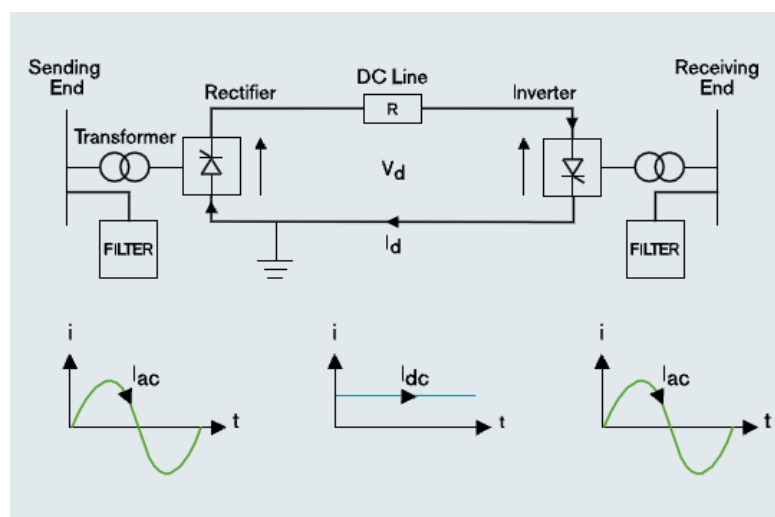 Sending
End
Rectifier
DC Line
R
Inverter
Receiving
End
Transformer
Vd
FILTER
Id
FILTER
i
Iac
t
i
Idc
t
i
Iac
t